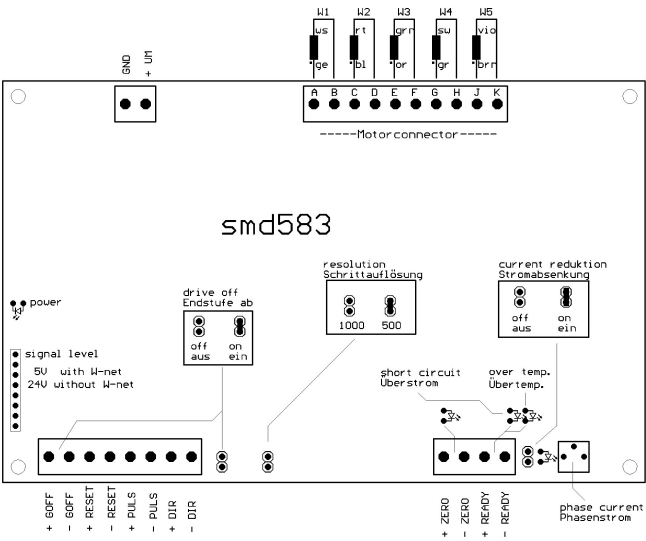 W1 W2 W3 W4 W5
ws rt grn sw vio
ge bl or gr brn
GND
+ UM
A B C D E F G H J K
-----Motorconnector-----
smd583
resolution
Schrittauflösung
1000 500
current reduktion
Stromabsenkung
off on
aus ein
drive off
Endstufe ab
off on
aus ein
power
signal level
5V with W-net
24V without W-net
short circuit
Überstrom
over temp.
Übertemp.
+ GOFF
- GOFF
+ RESET
- RESET
+ PULS
- PULS
+ DIR
- DIR
+ ZERO
- ZERO
+ READY
- READY
phase current
Phasenstrom